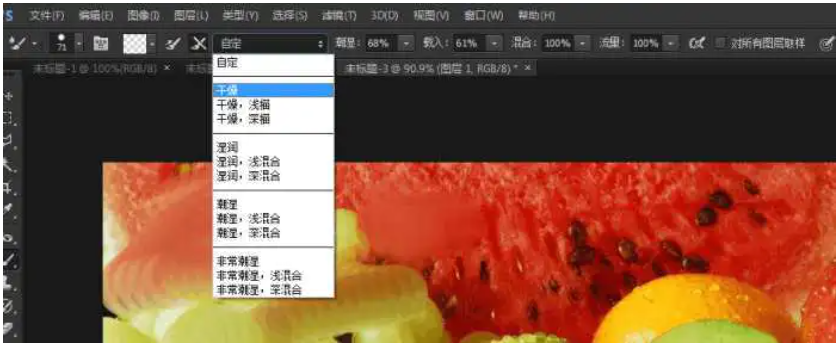 PS 文件(F) 编辑(E) 图像(I) 图层(L) 类型(Y) 选择(S) 滤镜(T) 3D(D) 视图(V) 窗口(W) 帮助(H)
71 自定 潮湿: 68% 载入: 61% 混合: 100% 流量: 100% 对所有图层取样
未标题-1 @ 100%(RGB/8) × 未标题-3 @ 90.9% (图层 1, RGB/8) * ×
自定
干燥
干燥，浅描
干燥，深描
湿润
湿润，浅混合
湿润，深混合
潮湿
潮湿，浅混合
潮湿，深混合
非常潮湿
非常潮湿，浅混合
非常潮湿，深混合